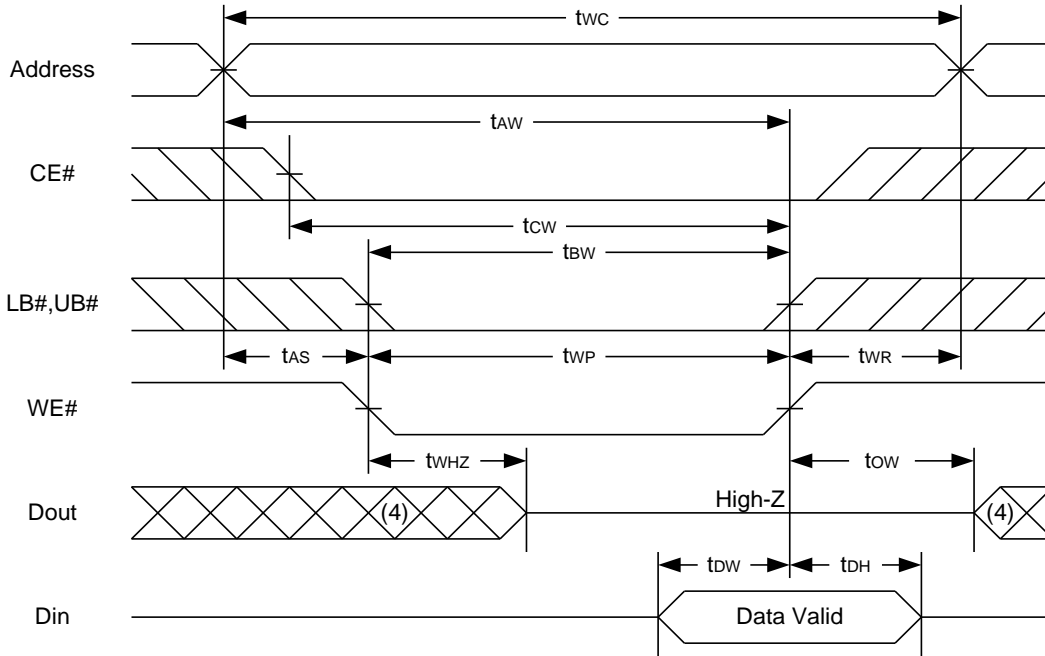 tWC
Address
tAW
CE#
tCW
tBW
LB#,UB#
tAS
tWP
tWR
WE#
tWHZ
tOW
Dout
(4)
High-Z
(4)
tDW
tDH
Din
Data Valid